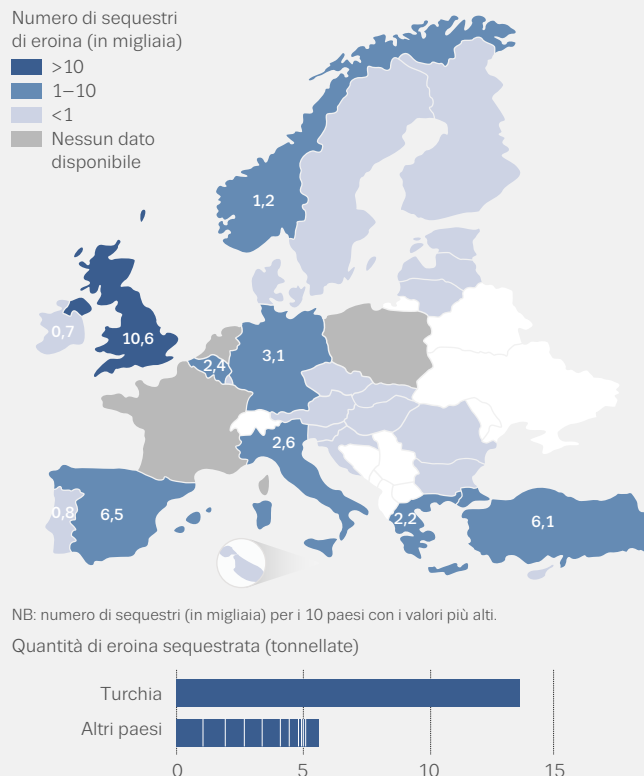 Numero di sequestri
di eroina (in migliaia)
>10
1–10
<1
Nessun dato
disponibile
1,2
0,7
10,6
2,4
3,1
2,6
0,8
6,5
2,2
6,1
NB: numero di sequestri (in migliaia) per i 10 paesi con i valori più alti.
Quantità di eroina sequestrata (tonnellate)
Turchia
Altri paesi
0 5 10 15